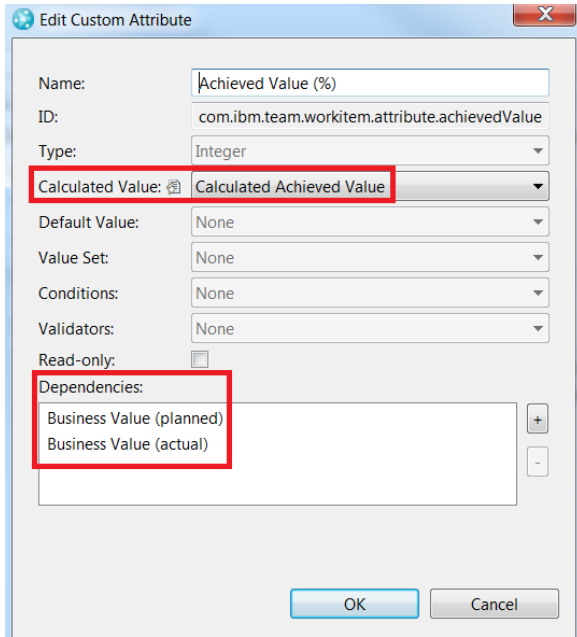 Edit Custom Attribute
X
Name: Achieved Value (%)
ID: com.ibm.team.workitem.attribute.achievedValue
Type: Integer
Calculated Value: Calculated Achieved Value
Default Value: None
Value Set: None
Conditions: None
Validators: None
Read-only:
Dependencies:
Business Value (planned)
+
Business Value (actual)
-
OK Cancel